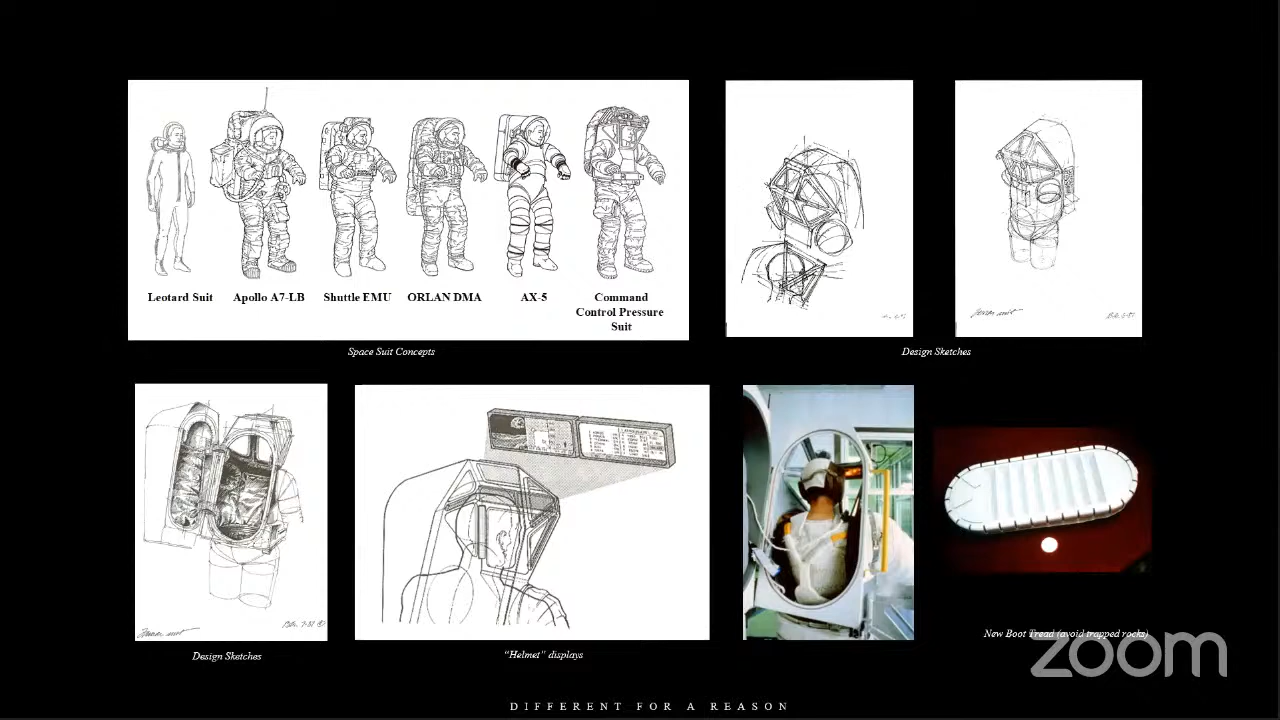 Leotard Suit
Apollo A7-LB
Shuttle EMU
ORLAN DMA
AX-5
Command
Control Pressure
Suit
Space Suit Concepts
Design Sketches
Design Sketches
"Helmet" displays
New Boot Tread (avoid trapped rocks)
zoom
DIFFERENT FOR A REASON